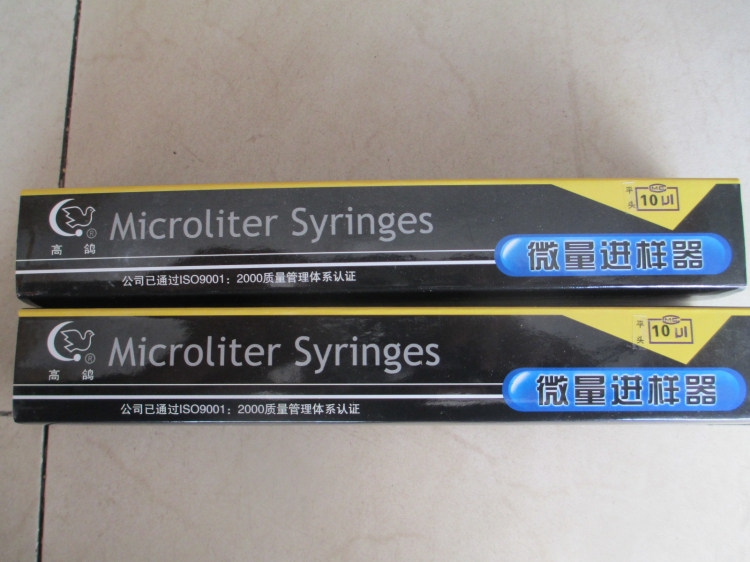 平头 10 μl
Microliter Syringes ®
高鸽
微量进样器
公司已通过ISO9001：2000质量管理体系认证
平头 10 μl
Microliter Syringes ®
高鸽
微量进样器
公司已通过ISO9001：2000质量管理体系认证